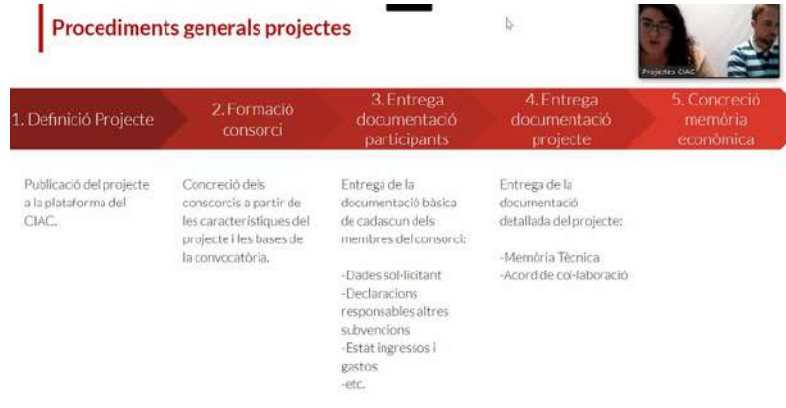 Procediments generals projectes
Projectes CIAC
1. Definició Projecte
2. Formació
consorci
3. Entrega
documentació
participants
4. Entrega
documentació
projecte
5. Concreció
memòria
econòmica
Publicació del projecte
a la plataforma del
CIAC.
Concreció dels
conscorcis a partir de
les característiques del
projecte i les bases de
la convocatòria.
Entrega de la
documentació bàsica
de cadascun dels
membres del consorci:
-Dades sol·licitant
-Declaracions
responsables altres
subvencions
-Estat ingressos i
gastos
-etc.
Entrega de la
documentació
detallada del projecte:
-Memòria Tècnica
-Acord de col·laboració